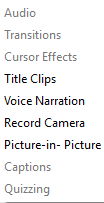 Audio
Transitions
Cursor Effects
Title Clips
Voice Narration
Record Camera
Picture-in- Picture
Captions
Quizzing